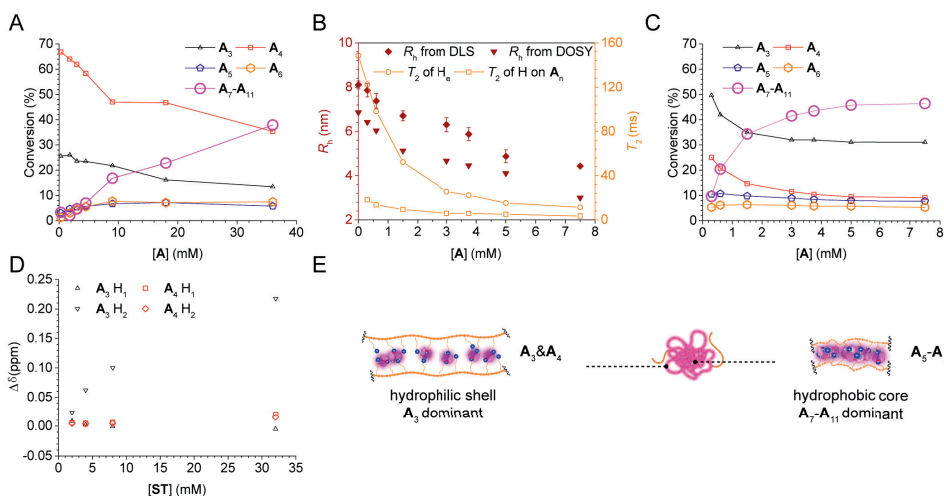 A
A₃ A₄
A₅ A₆
A₇-A₁₁
Conversion (%)
70
60
50
40
30
20
10
0
0 10 20 30 40
[A] (mM)
B
Rₕ from DLS Rₕ from DOSY
T₂ of Hₙ T₂ of H on Aₙ
Rₕ (nm)
10
8
6
4
2
T₂ (ms)
160
120
80
40
0
0 1 2 3 4 5 6 7 8
[A] (mM)
C
A₃ A₄
A₅ A₆
A₇-A₁₁
Conversion (%)
70
60
50
40
30
20
10
0
0 1 2 3 4 5 6 7 8
[A] (mM)
D
A₃ H₁ A₄ H₁
A₃ H₂ A₄ H₂
Δδ(ppm)
0.25
0.20
0.15
0.10
0.05
0.00
-0.05
0 5 10 15 20 25 30 35
[ST] (mM)
E
A₃&A₄
hydrophilic shell
A₃ dominant
A₅-A
hydrophobic core
A₇-A₁₁ dominant